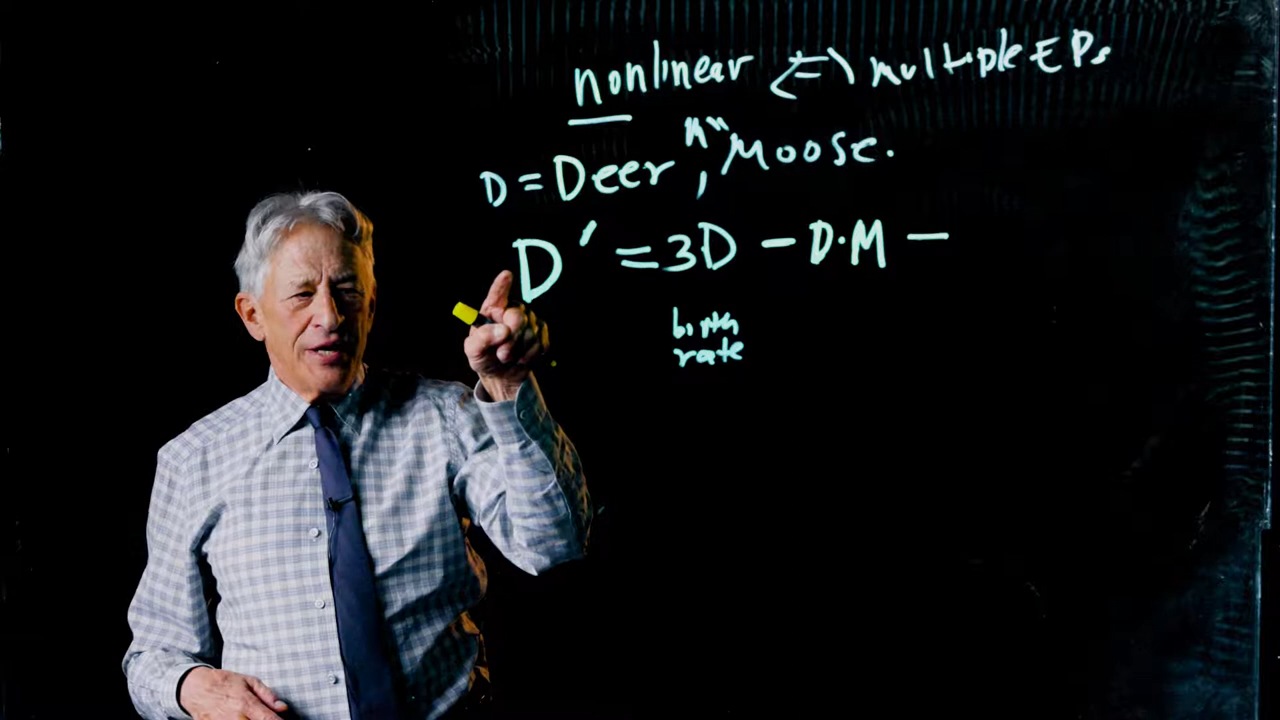 nonlinear ⇔ multiple EPs
D = Deer, M = Moose.
D' = 3D - D·M -
birth
rate